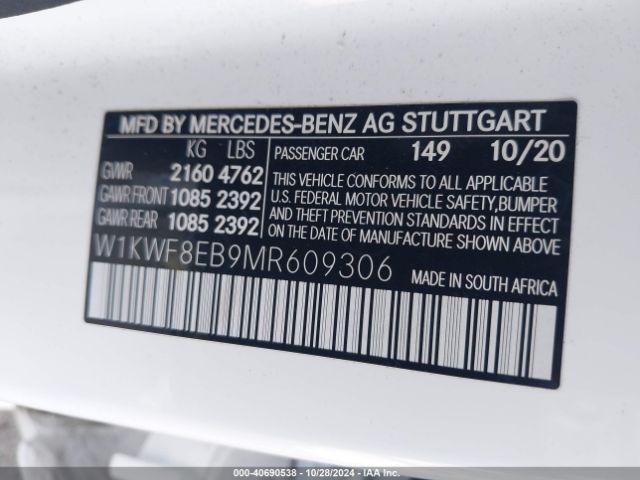 MFD BY MERCEDES-BENZ AG STUTTGART
KG LBS
GVWR 2160 4762
GAWR FRONT 1085 2392
GAWR REAR 1085 2392
PASSENGER CAR 149 10/20
THIS VEHICLE CONFORMS TO ALL APPLICABLE
U.S. FEDERAL MOTOR VEHICLE SAFETY, BUMPER
AND THEFT PREVENTION STANDARDS IN EFFECT
ON THE DATE OF MANUFACTURE SHOWN ABOVE.
W1KWF8EB9MR609306
MADE IN SOUTH AFRICA
000-40690538 - 10/28/2024 - IAA Inc.